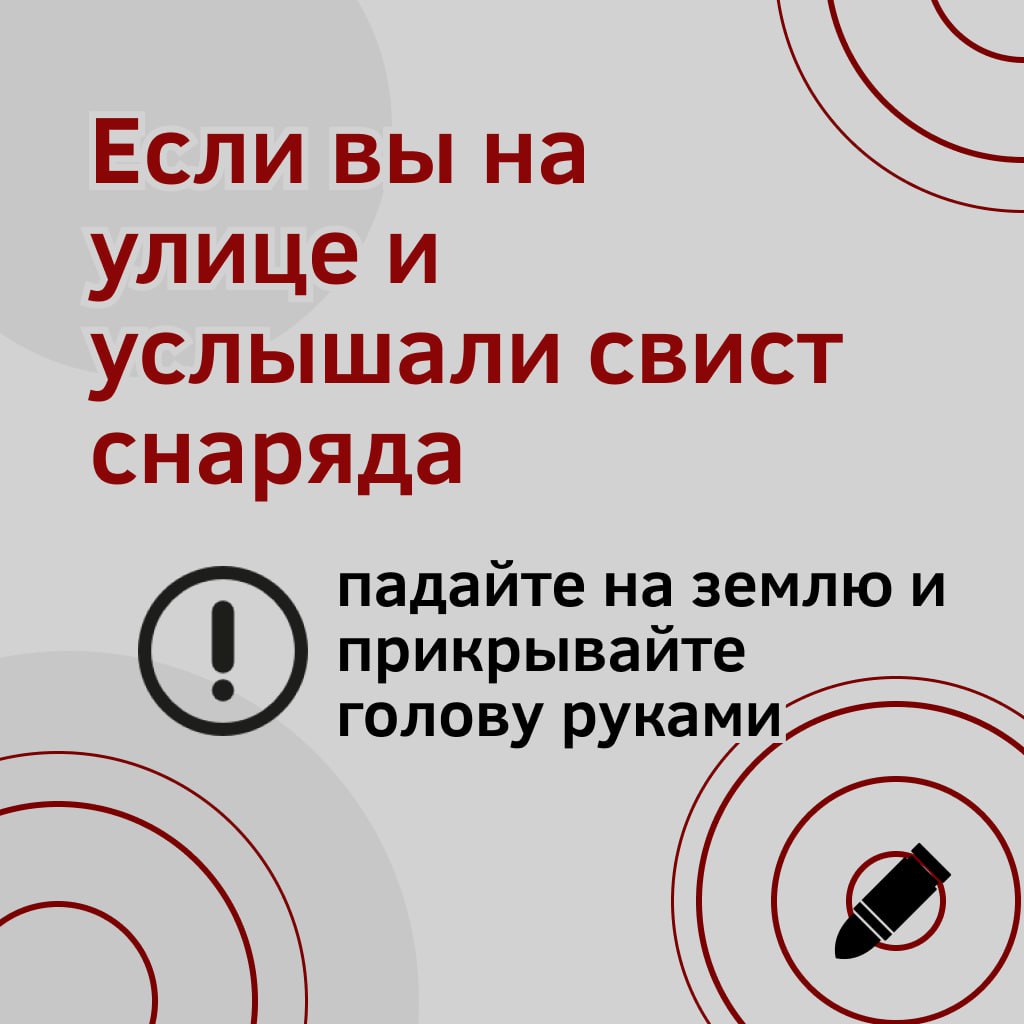 Если вы на
улице и
услышали свист
снаряда
падайте на землю и
прикрывайте
голову руками